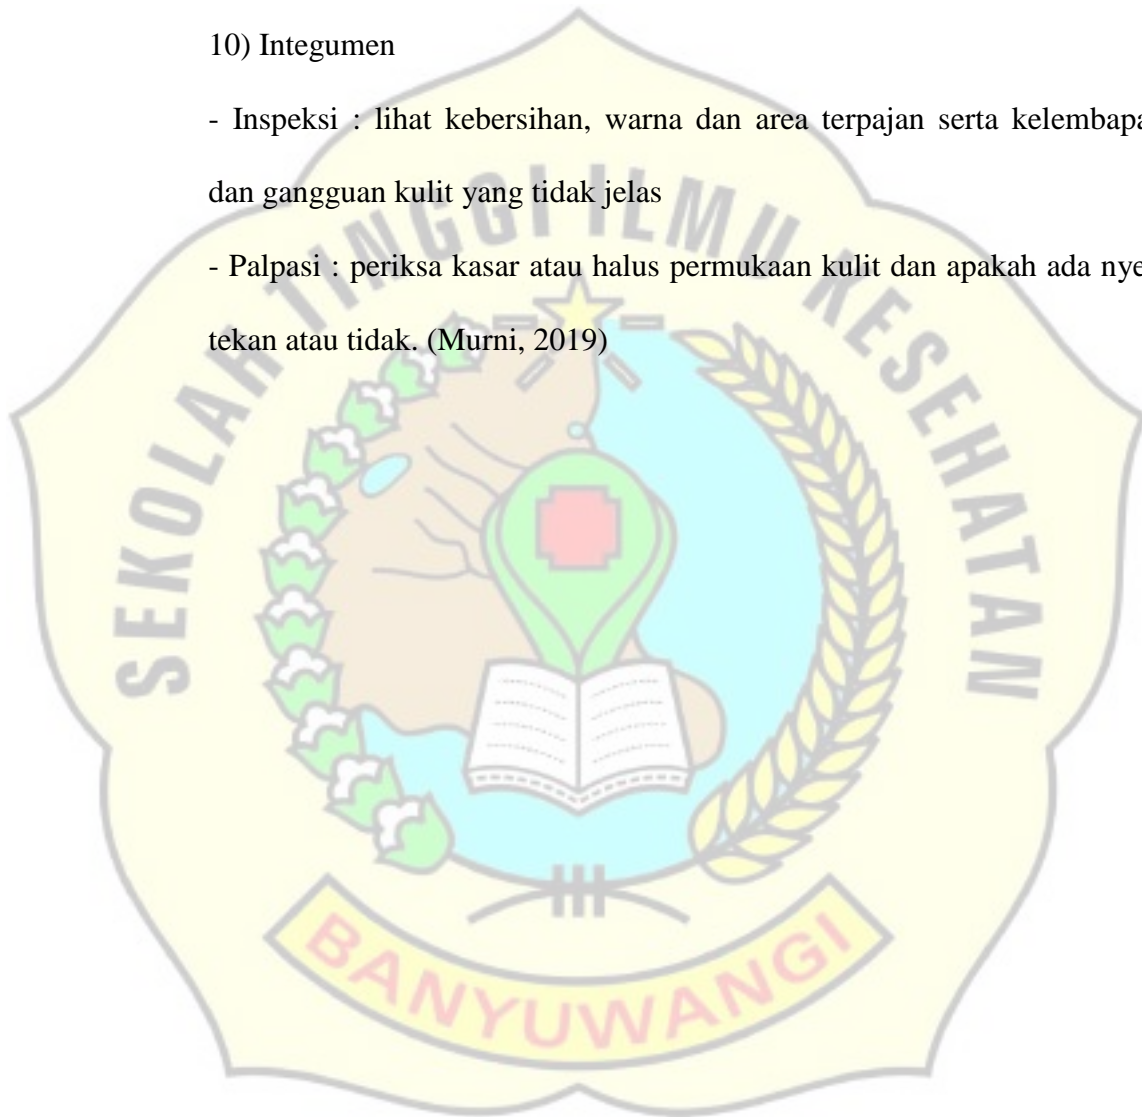 10) Integumen
- Inspeksi : lihat kebersihan, warna dan area terpajan serta kelembapa
dan gangguan kulit yang tidak jelas
- Palpasi : periksa kasar atau halus permukaan kulit dan apakah ada nye
tekan atau tidak. (Murni, 2019)
SEKOLAH TINGGI ILMU KESEHATAN
BANYUWANGI